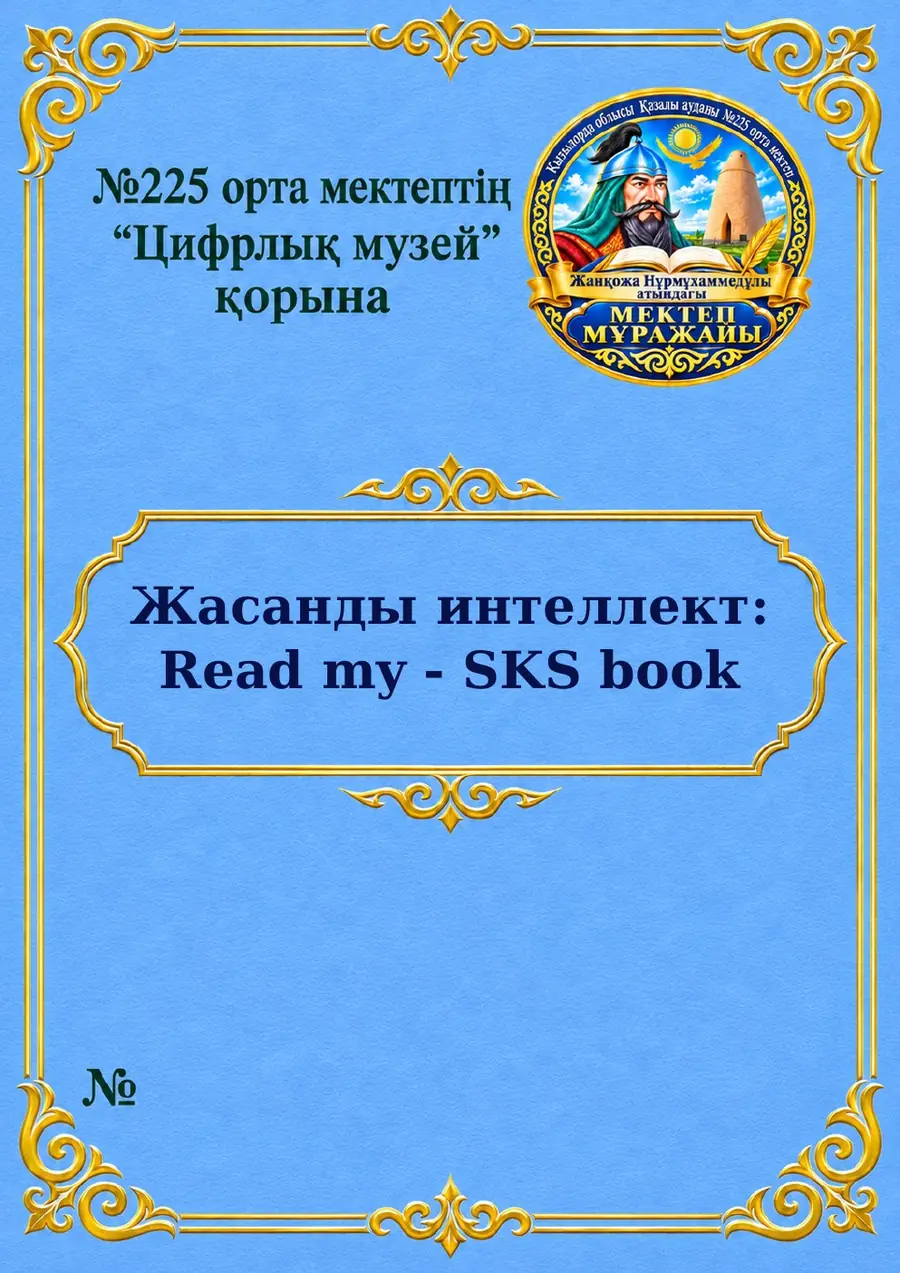 №225 орта мектептің
“Цифрлық музей”
қорына
Қызылорда облысы Қазалы ауданы №225 орта мектеп
Жанқожа Нұрмұхаммедұлы
атындағы
МЕКТЕП
МҰРАЖАЙЫ
Жасанды интеллект:
Read my - SKS book
№